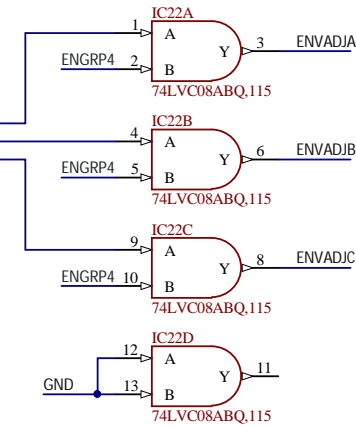 IC22A
1 A
Y 3 ENVADJA
ENGRP4 2 B
74LVC08ABQ,115
IC22B
4 A
Y 6 ENVADJB
ENGRP4 5 B
74LVC08ABQ,115
IC22C
9 A
Y 8 ENVADJC
ENGRP4 10 B
74LVC08ABQ,115
IC22D
12 A
Y 11
GND 13 B
74LVC08ABQ,115